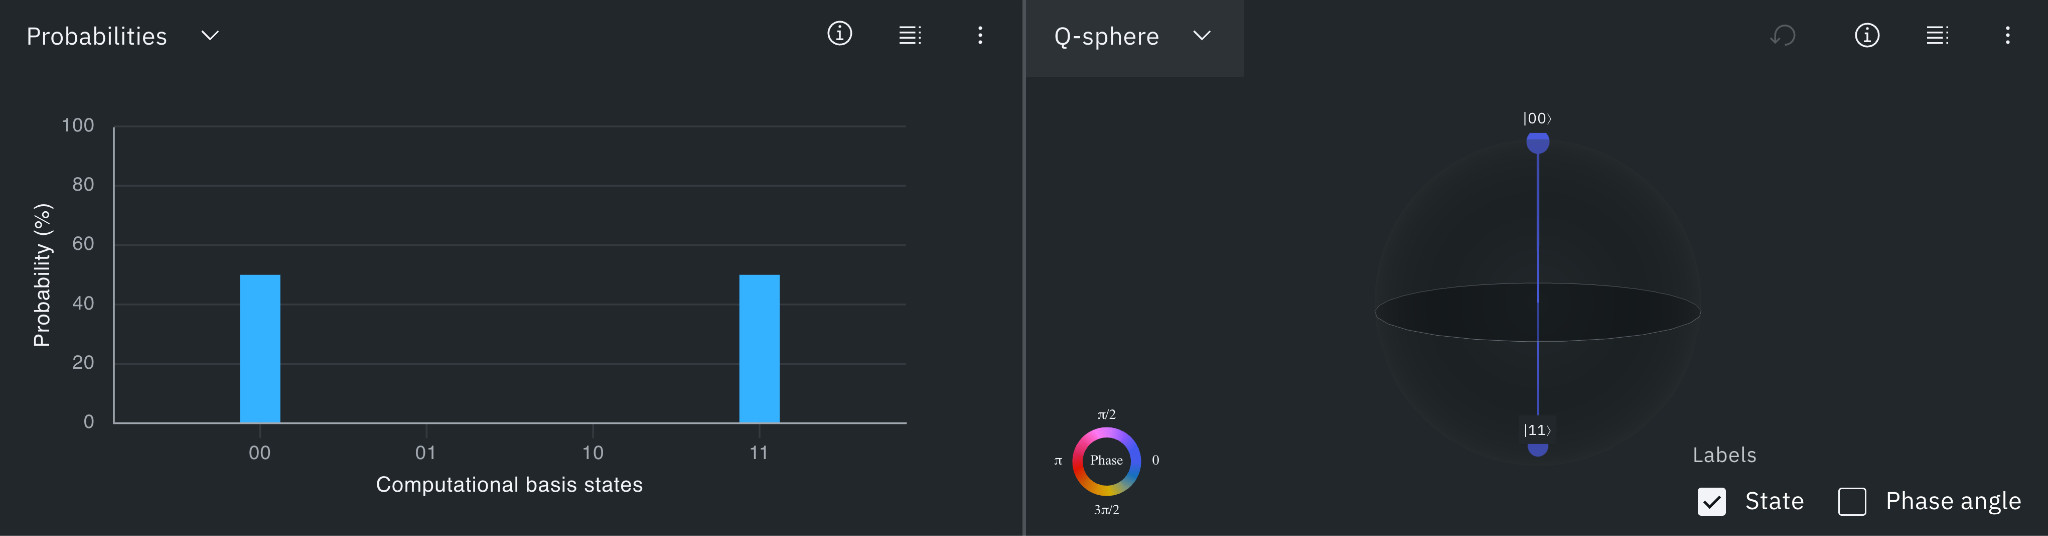 Probabilities
100
80
60
40
20
0
Probability (%)
00 01 10 11
Computational basis states
Q-sphere
|00⟩
|11⟩
π/2
π Phase 0
3π/2
Labels
State Phase angle